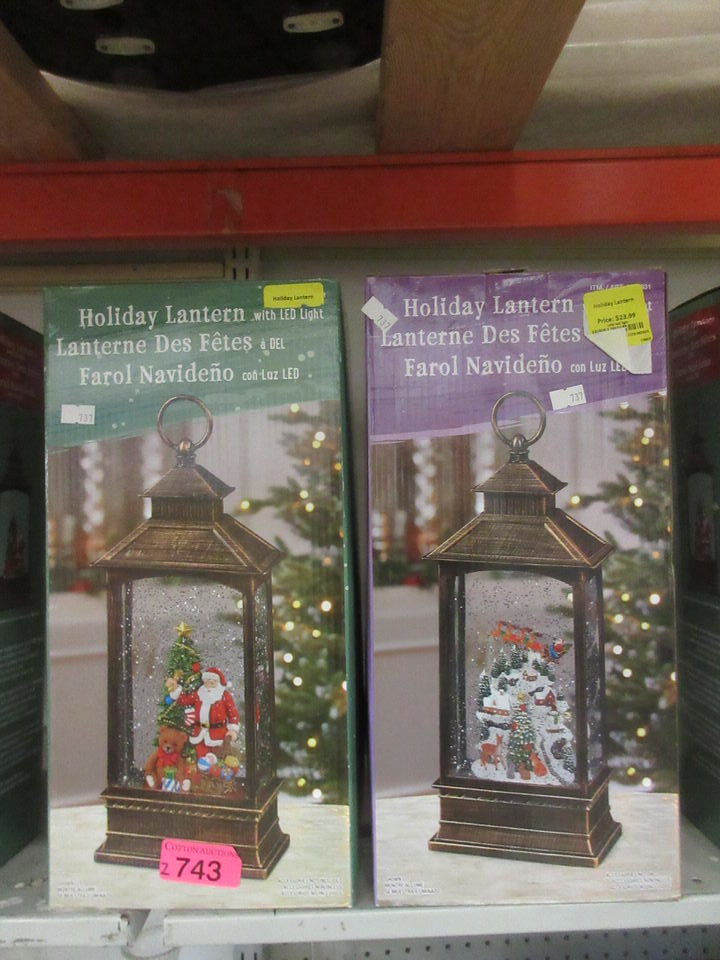 Holiday Lantern with LED Light
Lanterne Des Fêtes à DEL
Farol Navideño con Luz LED
Holiday Lantern
737
COTTON AUCTIONS
Z 743
Holiday Lantern
Lanterne Des Fêtes
Farol Navideño con Luz
737
737
Holiday Lantern
Price: $23.99